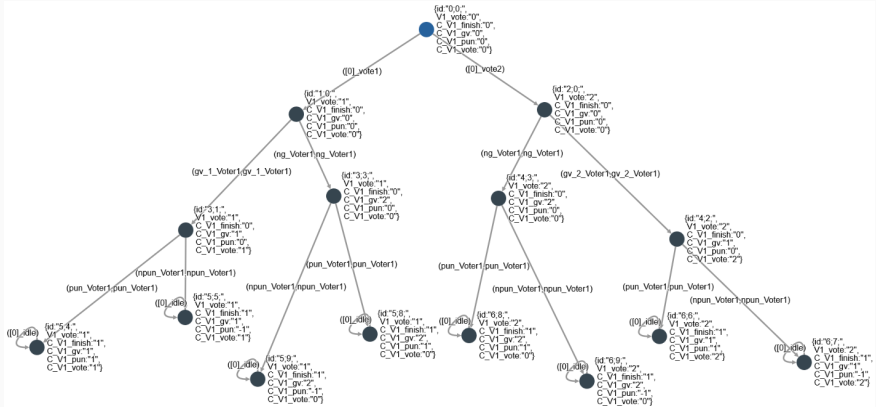 {id:"0;0;",
V1_vote:"0",
C_V1_finish:"0",
C_V1_gv:"0",
C_V1_pun:"0",
C_V1_vote:"0"}
([0]_vote1)
([0]_vote2)
{id:"1;0;",
V1_vote:"1",
C_V1_finish:"0",
C_V1_gv:"0",
C_V1_pun:"0",
C_V1_vote:"0"}
{id:"2;0;",
V1_vote:"2",
C_V1_finish:"0",
C_V1_gv:"0",
C_V1_pun:"0",
C_V1_vote:"0"}
(gv_1_Voter1;gv_1_Voter1)
(ng_Voter1;ng_Voter1)
(ng_Voter1;ng_Voter1)
(gv_2_Voter1;gv_2_Voter1)
{id:"3;1;",
V1_vote:"1",
C_V1_finish:"0",
C_V1_gv:"1",
C_V1_pun:"0",
C_V1_vote:"1"}
{id:"3;3;",
V1_vote:"1",
C_V1_finish:"0",
C_V1_gv:"2",
C_V1_pun:"0",
C_V1_vote:"0"}
{id:"4;3;",
V1_vote:"2",
C_V1_finish:"0",
C_V1_gv:"2",
C_V1_pun:"0",
C_V1_vote:"0"}
{id:"4;2;",
V1_vote:"2",
C_V1_finish:"0",
C_V1_gv:"1",
C_V1_pun:"0",
C_V1_vote:"2"}
(pun_Voter1;pun_Voter1)
(npun_Voter1;npun_Voter1)
(npun_Voter1;npun_Voter1)
(pun_Voter1;pun_Voter1)
(pun_Voter1;pun_Voter1)
(npun_Voter1;npun_Voter1)
(pun_Voter1;pun_Voter1)
(npun_Voter1;npun_Voter1)
([0]_idle)
{id:"5;4;",
V1_vote:"1",
C_V1_finish:"1",
C_V1_gv:"1",
C_V1_pun:"1",
C_V1_vote:"1"}
([0]_idle)
{id:"5;5;",
V1_vote:"1",
C_V1_finish:"1",
C_V1_gv:"1",
C_V1_pun:"-1",
C_V1_vote:"1"}
([0]_idle)
{id:"5;9;",
V1_vote:"1",
C_V1_finish:"1",
C_V1_gv:"2",
C_V1_pun:"-1",
C_V1_vote:"0"}
([0]_idle)
{id:"5;8;",
V1_vote:"1",
C_V1_finish:"1",
C_V1_gv:"2",
C_V1_pun:"1",
C_V1_vote:"0"}
([0]_idle)
{id:"6;8;",
V1_vote:"2",
C_V1_finish:"1",
C_V1_gv:"2",
C_V1_pun:"1",
C_V1_vote:"0"}
([0]_idle)
{id:"6;9;",
V1_vote:"2",
C_V1_finish:"1",
C_V1_gv:"2",
C_V1_pun:"-1",
C_V1_vote:"0"}
([0]_idle)
{id:"6;6;",
V1_vote:"2",
C_V1_finish:"1",
C_V1_gv:"1",
C_V1_pun:"1",
C_V1_vote:"2"}
([0]_idle)
{id:"6;7;",
V1_vote:"2",
C_V1_finish:"1",
C_V1_gv:"1",
C_V1_pun:"-1",
C_V1_vote:"2"}